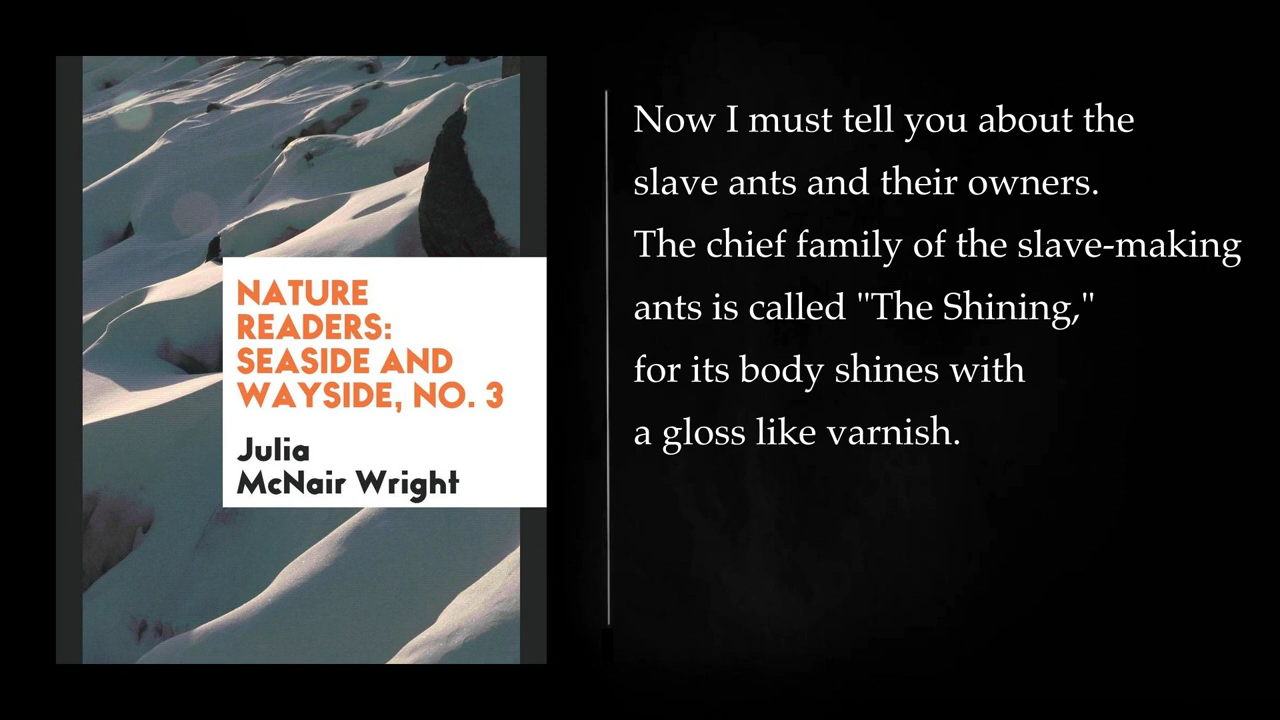 NATURE
READERS:
SEASIDE AND
WAYSIDE, NO. 3
Julia
McNair Wright
Now I must tell you about the
slave ants and their owners.
The chief family of the slave-making
ants is called "The Shining,"
for its body shines with
a gloss like varnish.